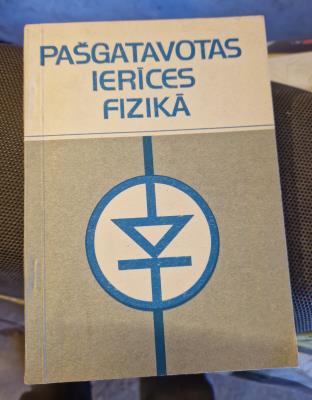 PAŠGATAVOTAS
IERĪCES
FIZIKĀ